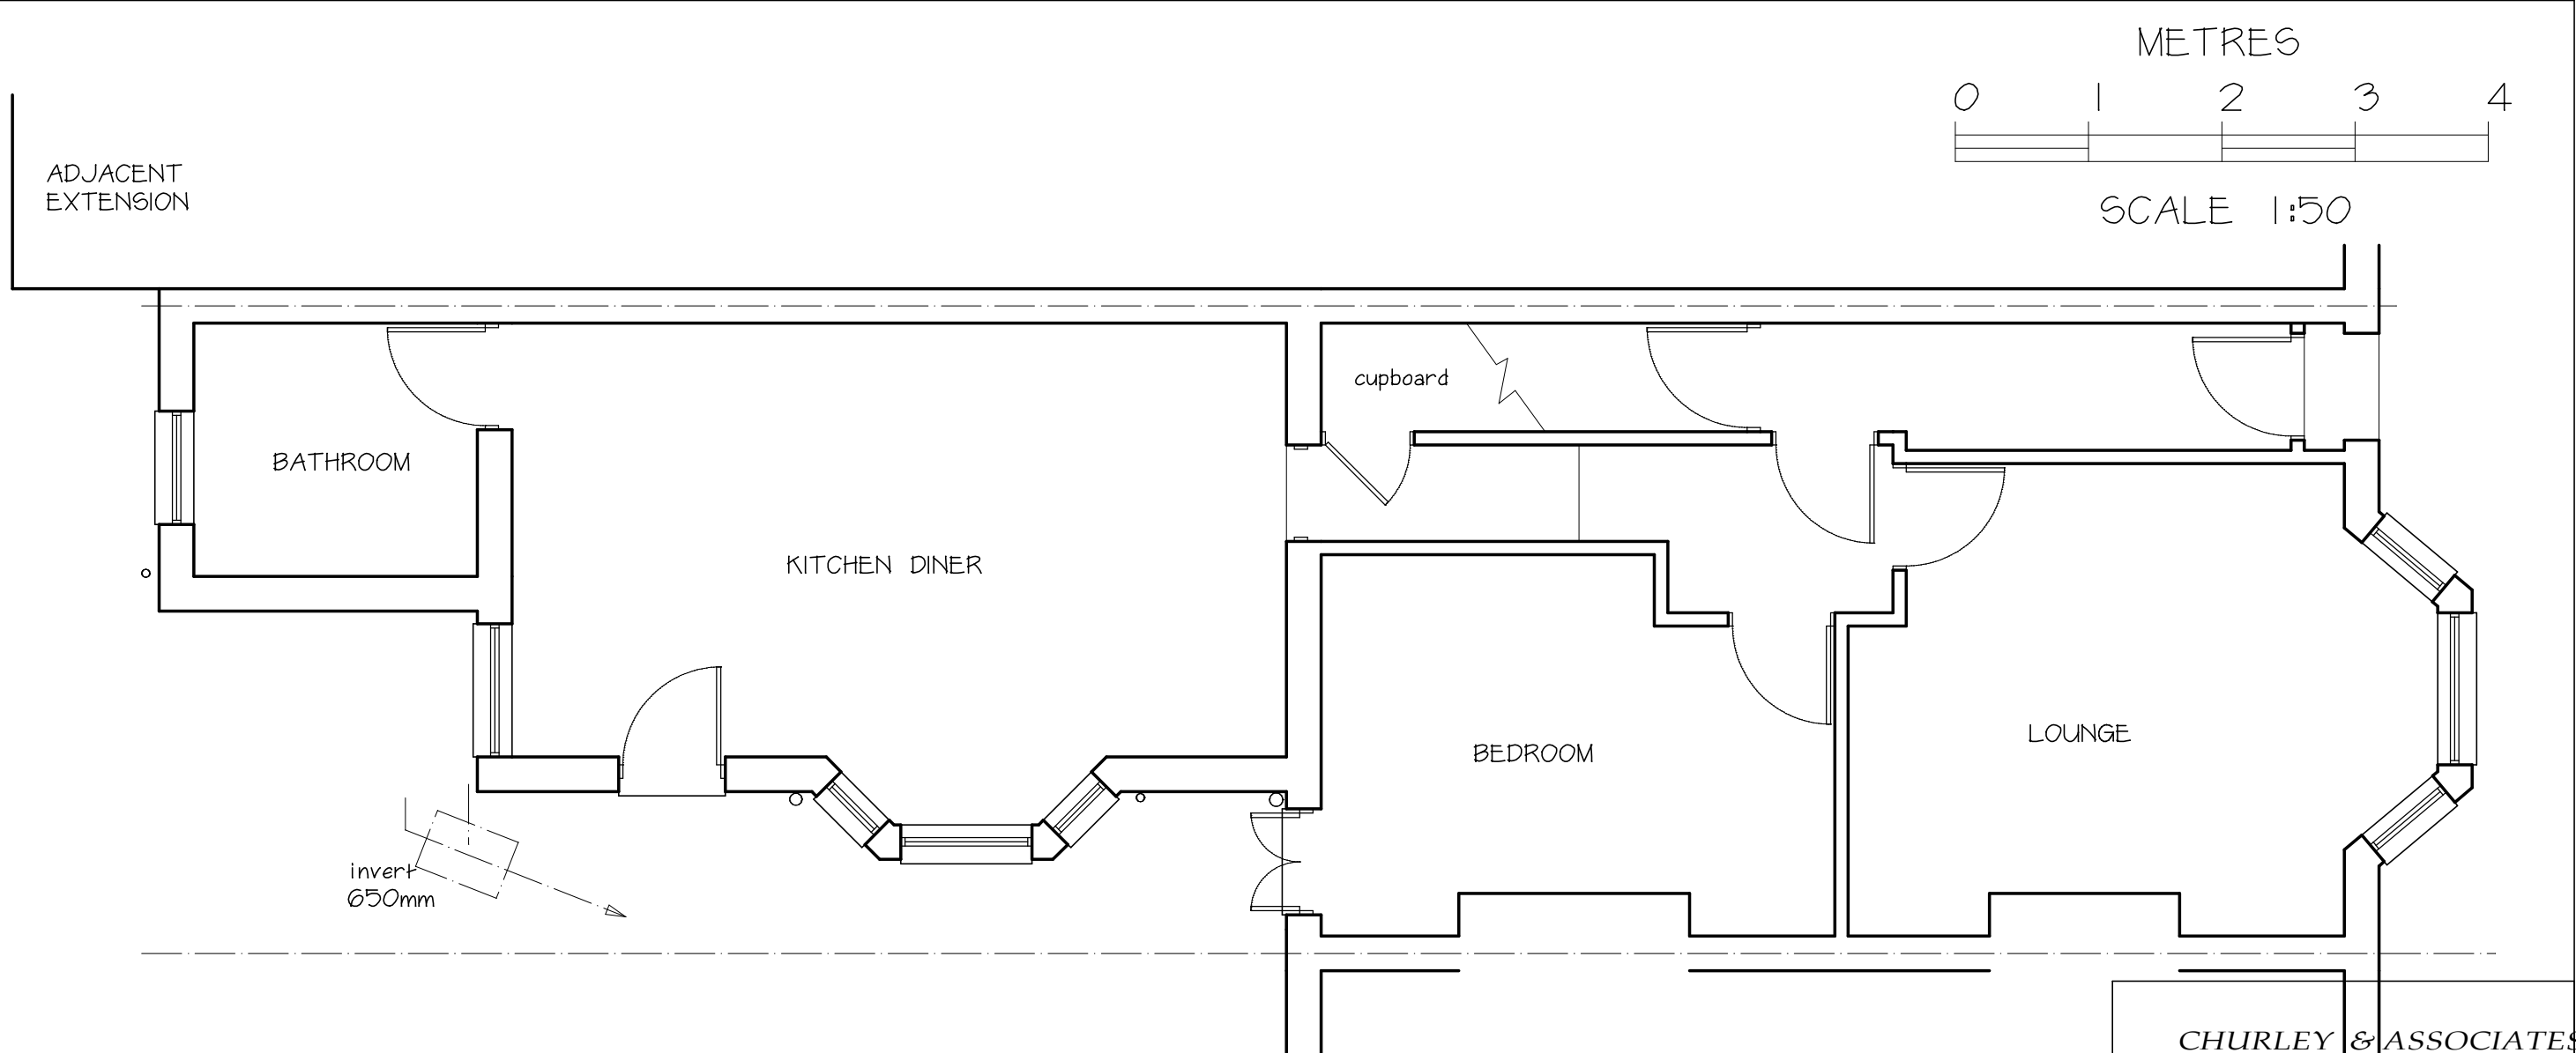 METRES
0 1 2 3 4
SCALE 1:50
ADJACENT
EXTENSION
cupboard
BATHROOM
KITCHEN DINER
BEDROOM
LOUNGE
invert
650mm
CHURLEY & ASSOCIATES